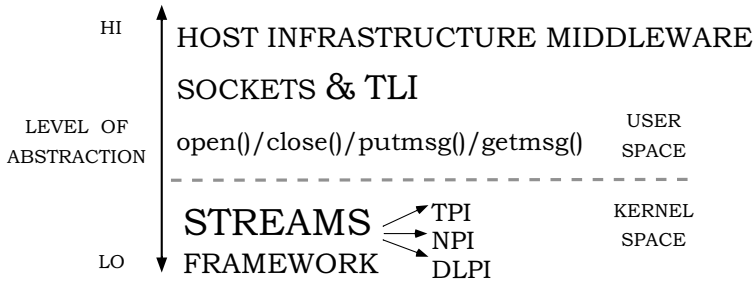 HI
HOST INFRASTRUCTURE MIDDLEWARE
SOCKETS & TLI
LEVEL OF
ABSTRACTION
open()/close()/putmsg()/getmsg()
USER
SPACE
STREAMS
FRAMEWORK
TPI
NPI
DLPI
KERNEL
SPACE
LO